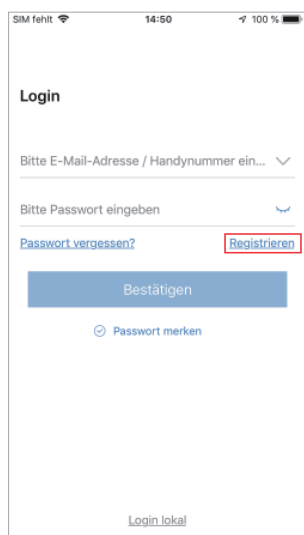 SIM fehlt 14:50 100 %
Login
Bitte E-Mail-Adresse / Handynummer ein...
Bitte Passwort eingeben
Passwort vergessen? Registrieren
Bestätigen
Passwort merken
Login lokal